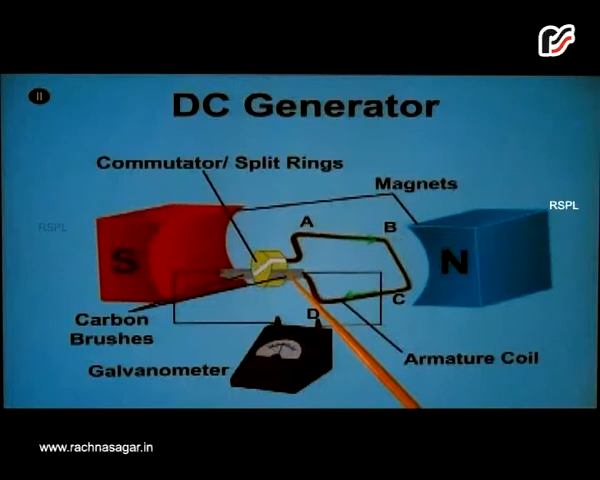 DC Generator
Commutator/ Split Rings
Magnets
RSPL
RSPL
A
B
S
N
C
D
Carbon
Brushes
Armature Coil
Galvanometer
www.rachnasagar.in